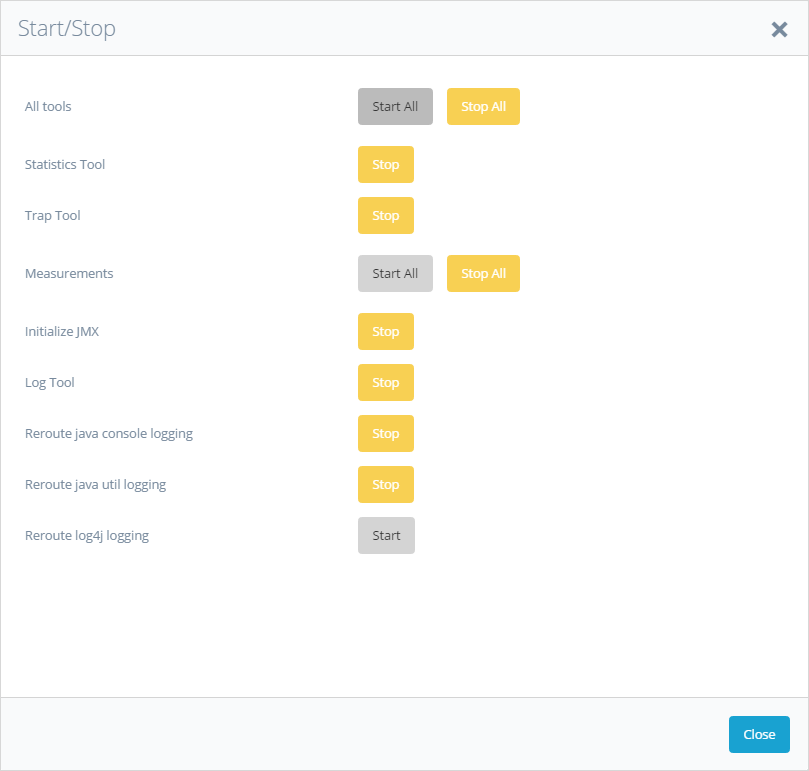 Start/Stop
All tools Start All Stop All
Statistics Tool Stop
Trap Tool Stop
Measurements Start All Stop All
Initialize JMX Stop
Log Tool Stop
Reroute java console logging Stop
Reroute java util logging Stop
Reroute log4j logging Start
Close